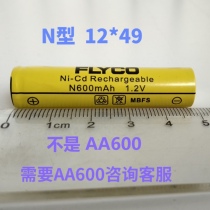 N型 12*49
FLYCO
Ni-Cd Rechargeable
N600mAh 1.2V
MBFS
不是 AA600
需要AA600咨询客服